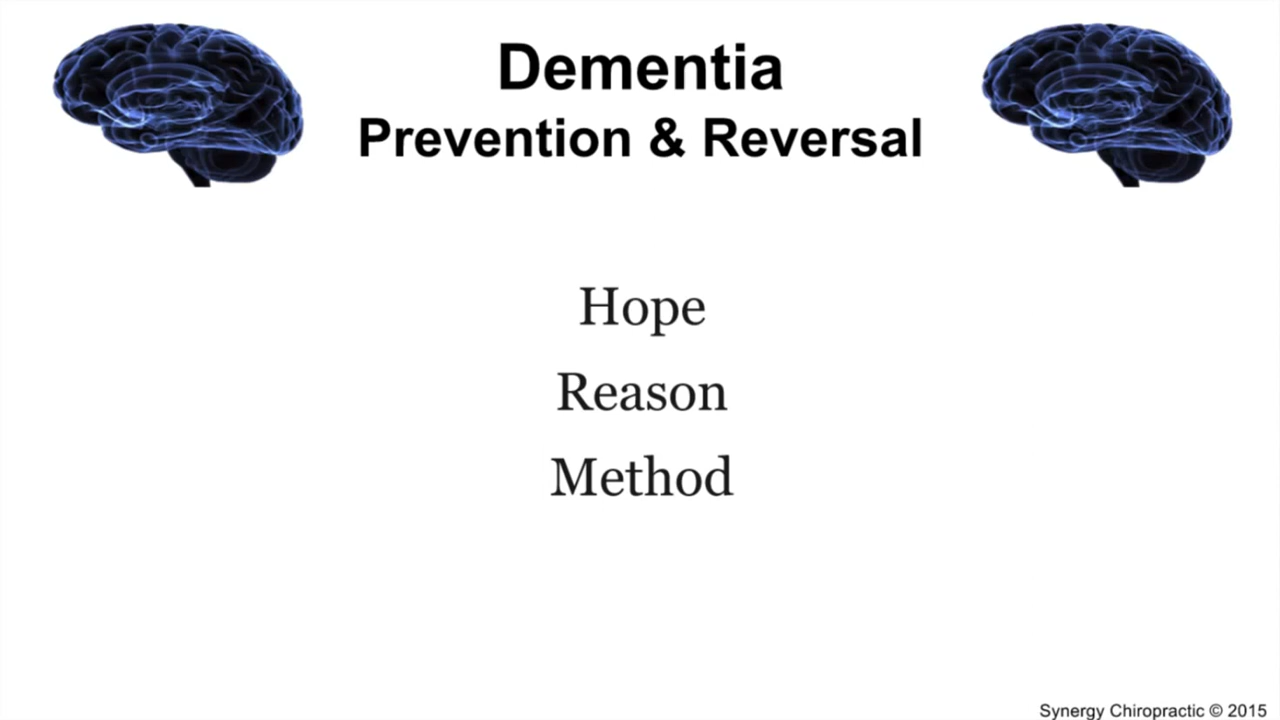 Dementia
Prevention & Reversal
Hope
Reason
Method
Synergy Chiropractic © 2015